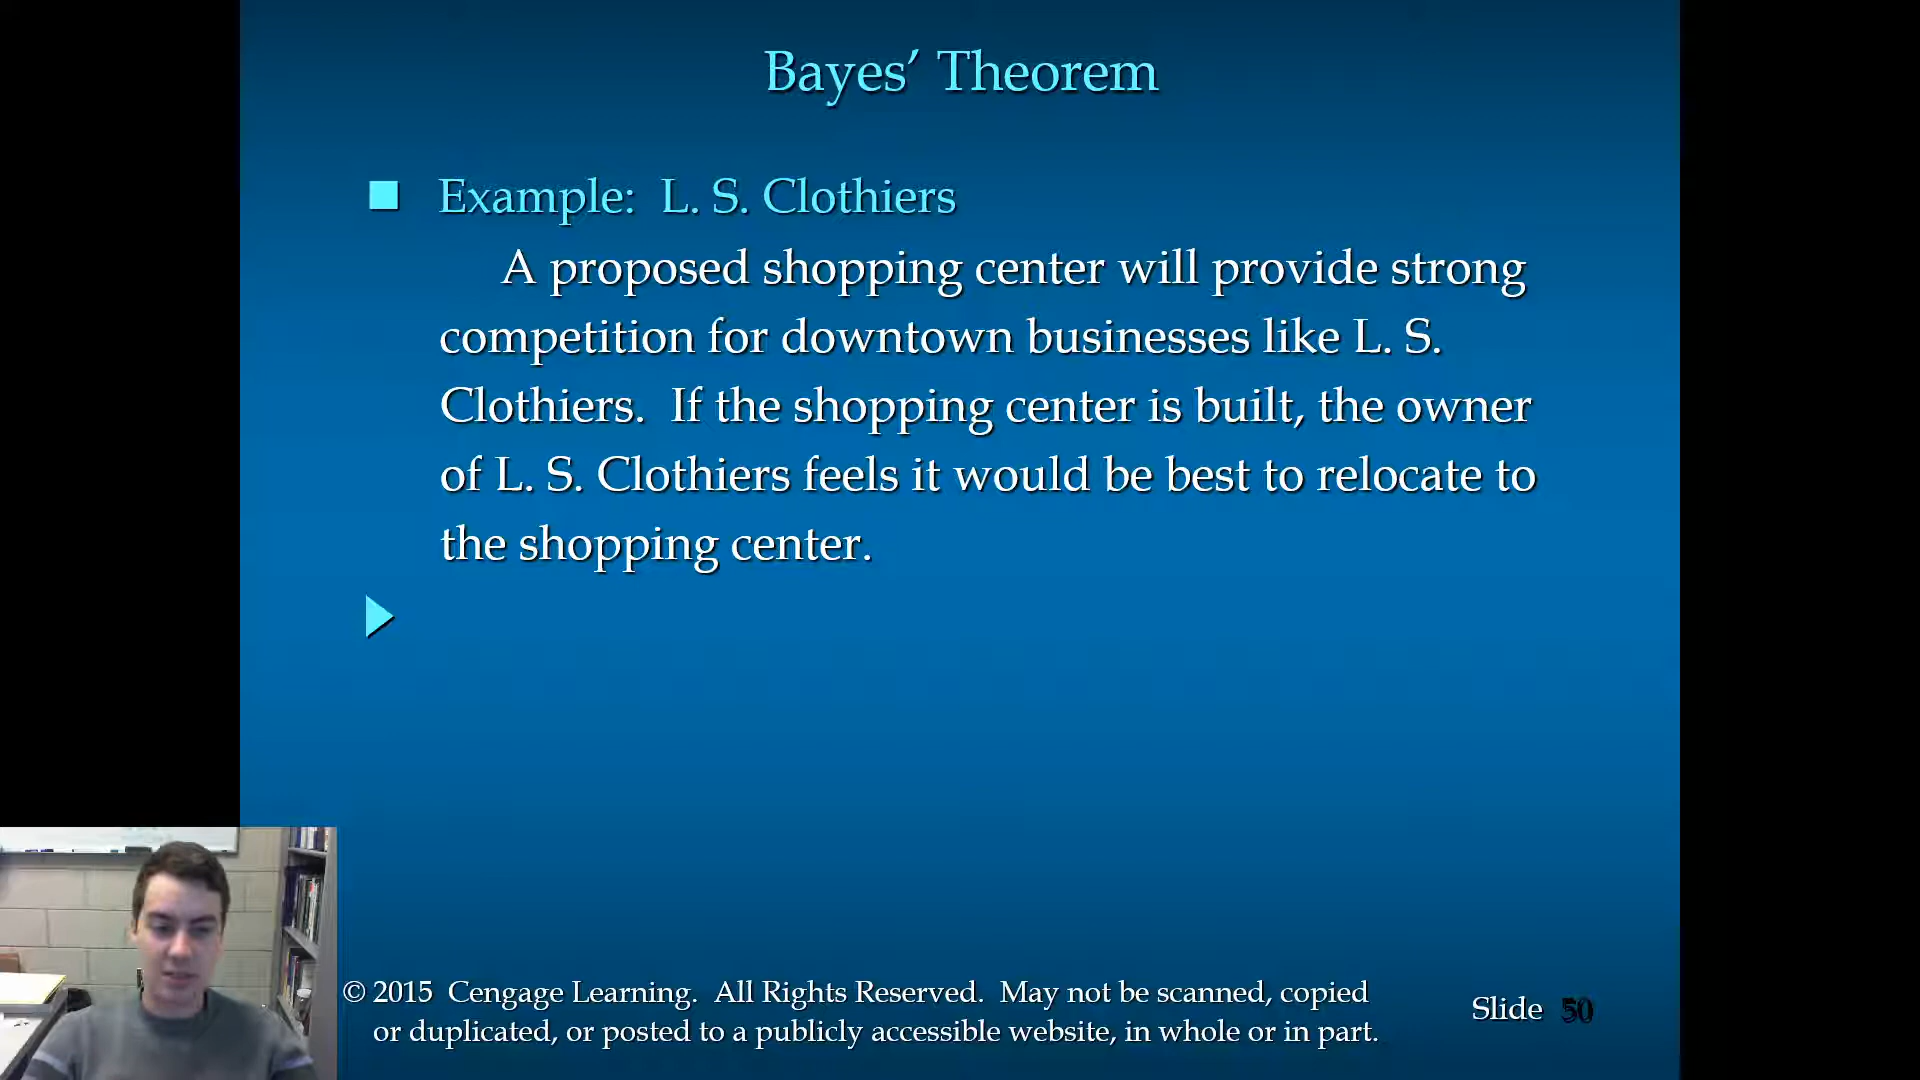 Bayes’ Theorem
Example: L. S. Clothiers
A proposed shopping center will provide strong
competition for downtown businesses like L. S.
Clothiers. If the shopping center is built, the owner
of L. S. Clothiers feels it would be best to relocate to
the shopping center.
© 2015 Cengage Learning. All Rights Reserved. May not be scanned, copied
or duplicated, or posted to a publicly accessible website, in whole or in part.
Slide 50